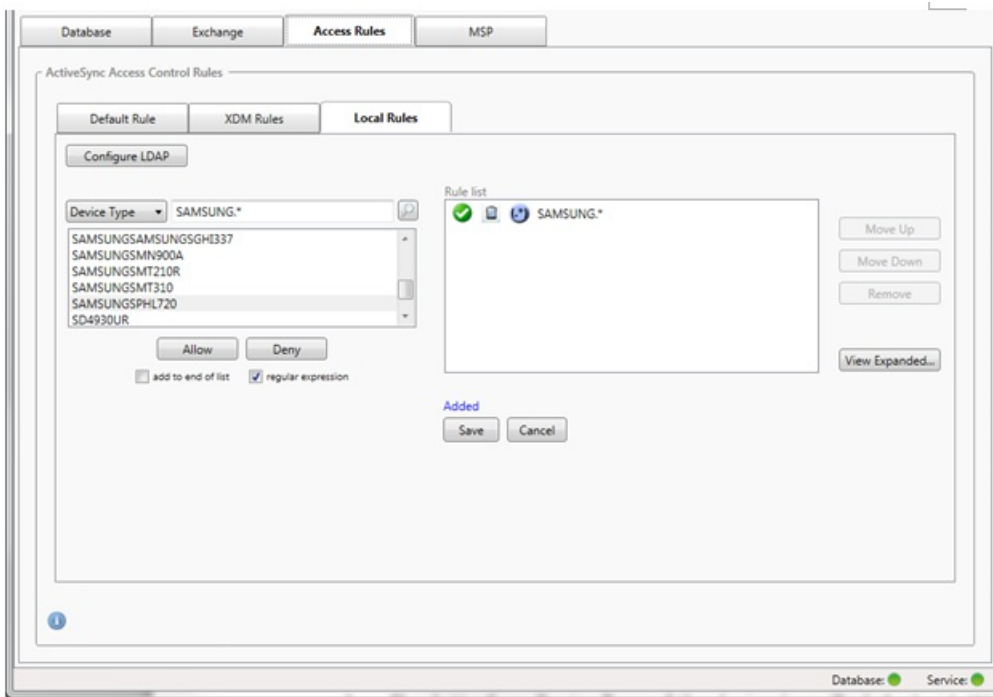 Database Exchange Access Rules MSP
ActiveSync Access Control Rules
Default Rule XDM Rules Local Rules
Configure LDAP
Rule list
Device Type SAMSUNG.*
SAMSUNG.*
SAMSUNGSAMSUNGSGHI337
SAMSUNGSMN900A
SAMSUNGSMT210R
SAMSUNGSMT310
SAMSUNGSPHL720
SD4930UR
Move Up
Move Down
Remove
Allow Deny
View Expanded...
add to end of list regular expression
Added
Save Cancel
Database: Service: